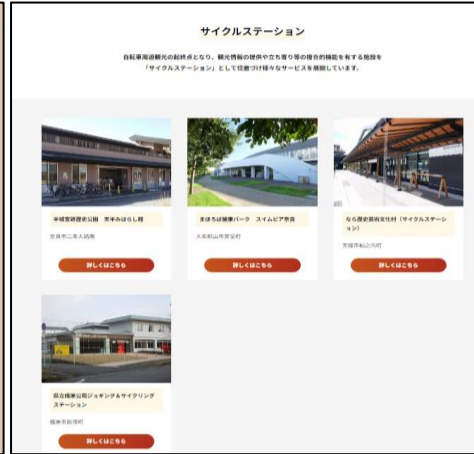 サイクルステーション
自転車周遊観光の起終点となり、観光情報の提供や立ち寄り等の複合的機能を有する施設を
「サイクルステーション」として位置づけ様々なサービスを展開しています。
平城宮跡歴史公園 天平みはらし館
奈良市二条大路南
詳しくはこちら
まほろば健康パーク スイムピア奈良
大和郡山市宮堂町
詳しくはこちら
なら歴史芸術文化村（サイクルステーシ
ョン）
天理市杣之内町
詳しくはこちら
県立橿原公苑ジョギング＆サイクリング
ステーション
橿原市畝傍町
詳しくはこちら